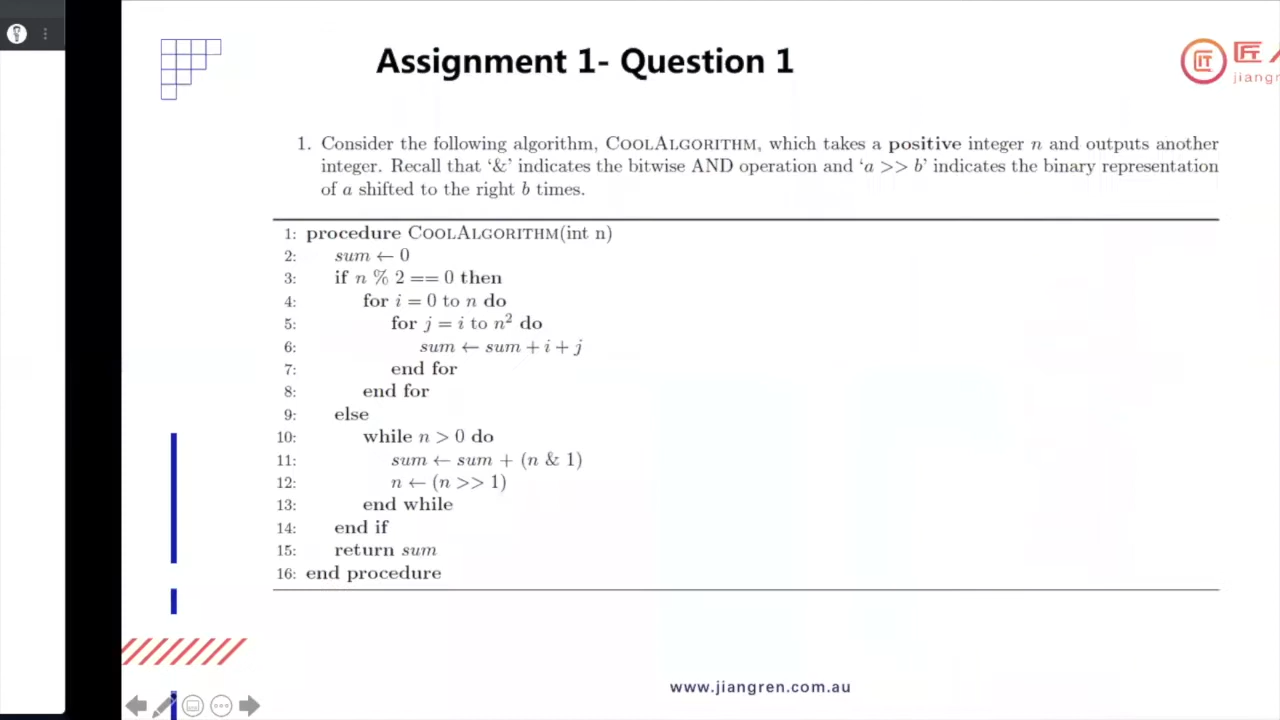 Assignment 1- Question 1
匠
jiangr
1. Consider the following algorithm, COOLALGORITHM, which takes a positive integer n and outputs another
integer. Recall that ‘&’ indicates the bitwise AND operation and ‘a >> b’ indicates the binary representation
of a shifted to the right b times.
1: procedure COOLALGORITHM(int n)
2: sum ← 0
3: if n % 2 == 0 then
4: for i = 0 to n do
5: for j = i to n² do
6: sum ← sum + i + j
7: end for
8: end for
9: else
10: while n > 0 do
11: sum ← sum + (n & 1)
12: n ← (n >> 1)
13: end while
14: end if
15: return sum
16: end procedure
www.jiangren.com.au